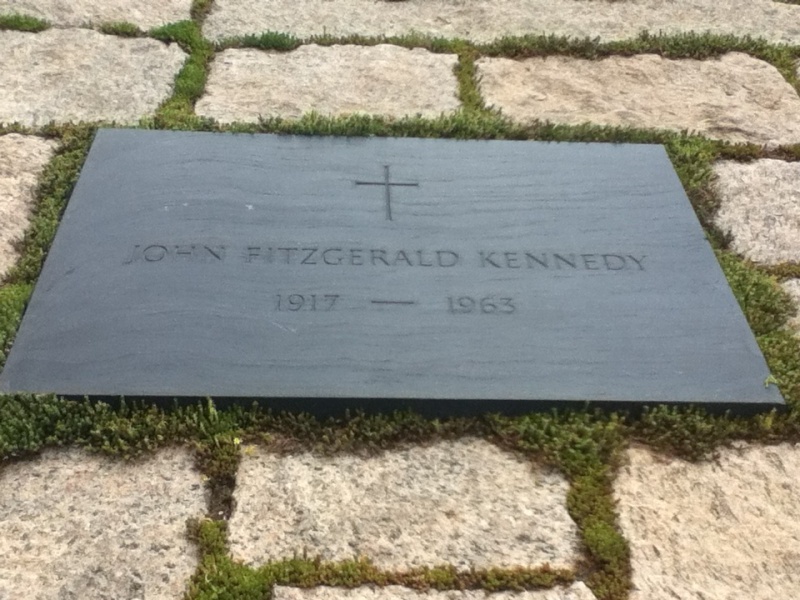 JOHN FITZGERALD KENNEDY
1917 — 1963